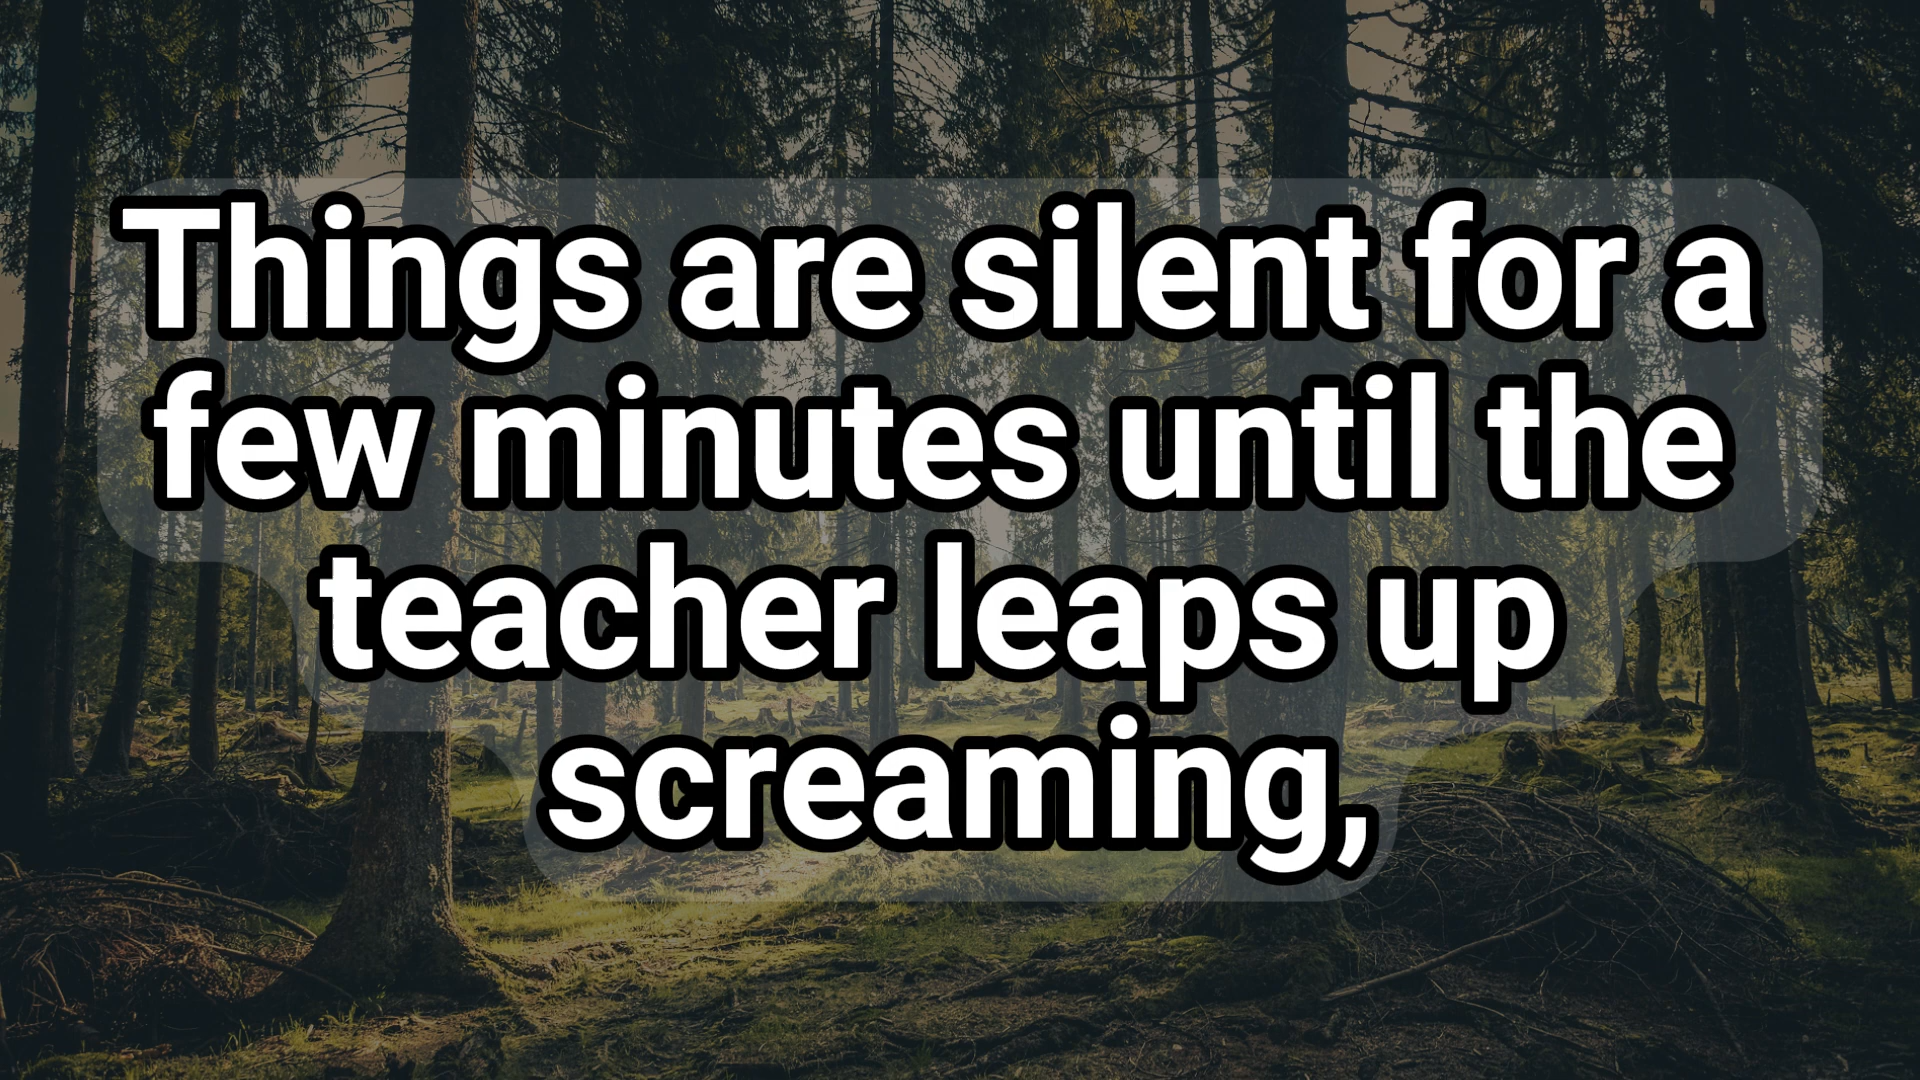 Things are silent for a
few minutes until the
teacher leaps up
screaming,